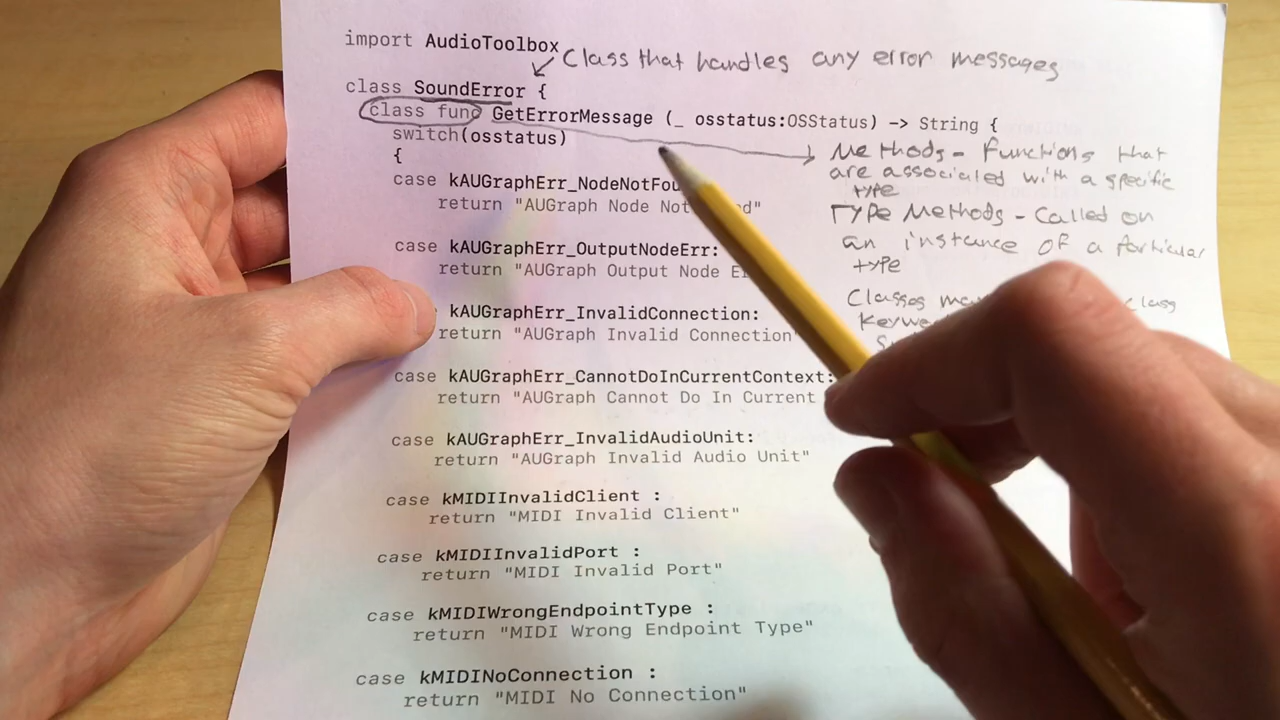 import AudioToolbox
Class that handles any error messages
class SoundError {
class func GetErrorMessage (_ osstatus:OSStatus) -> String {
switch(osstatus)
{
Methods - Functions that
are associated with a specific
type
Type Methods - Called on
an instance of a particular
type
Classes
case kAUGraphErr_NodeNotFou
return "AUGraph Node Not nd"
case kAUGraphErr_OutputNodeErr:
return "AUGraph Output Node E
kAUGraphErr_InvalidConnection:
return "AUGraph Invalid Connection"
case kAUGraphErr_CannotDoInCurrentContext:
return "AUGraph Cannot Do In Current
case kAUGraphErr_InvalidAudioUnit:
return "AUGraph Invalid Audio Unit"
case kMIDIInvalidClient :
return "MIDI Invalid Client"
case kMIDIInvalidPort :
return "MIDI Invalid Port"
case kMIDIWrongEndpointType :
return "MIDI Wrong Endpoint Type"
case kMIDINoConnection :
return "MIDI No Connection"